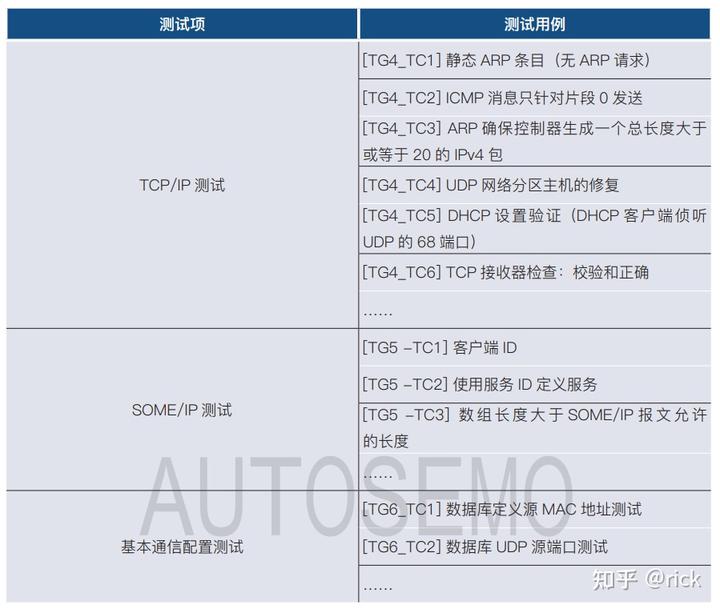 测试项
测试用例
TCP/IP 测试
[TG4_TC1] 静态 ARP 条目（无 ARP 请求）
[TG4_TC2] ICMP 消息只针对片段 0 发送
[TG4_TC3] ARP 确保控制器生成一个总长度大于
或等于 20 的 IPv4 包
[TG4_TC4] UDP 网络分区主机的修复
[TG4_TC5] DHCP 设置验证（DHCP 客户端侦听
UDP 的 68 端口）
[TG4_TC6] TCP 接收器检查：校验和正确
……
SOME/IP 测试
[TG5 -TC1] 客户端 ID
[TG5 -TC2] 使用服务 ID 定义服务
[TG5 -TC3] 数组长度大于 SOME/IP 报文允许
的长度
……
AUTOSEMO
基本通信配置测试
[TG6_TC1] 数据库定义源 MAC 地址测试
[TG6_TC2] 数据库 UDP 源端口测试
……
知乎 @rick